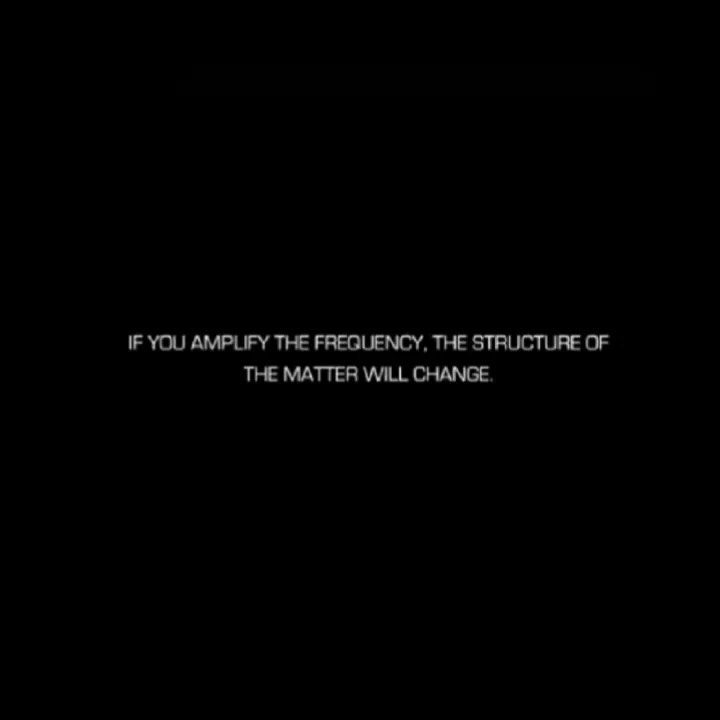 IF YOU AMPLIFY THE FREQUENCY, THE STRUCTURE OF
THE MATTER WILL CHANGE.